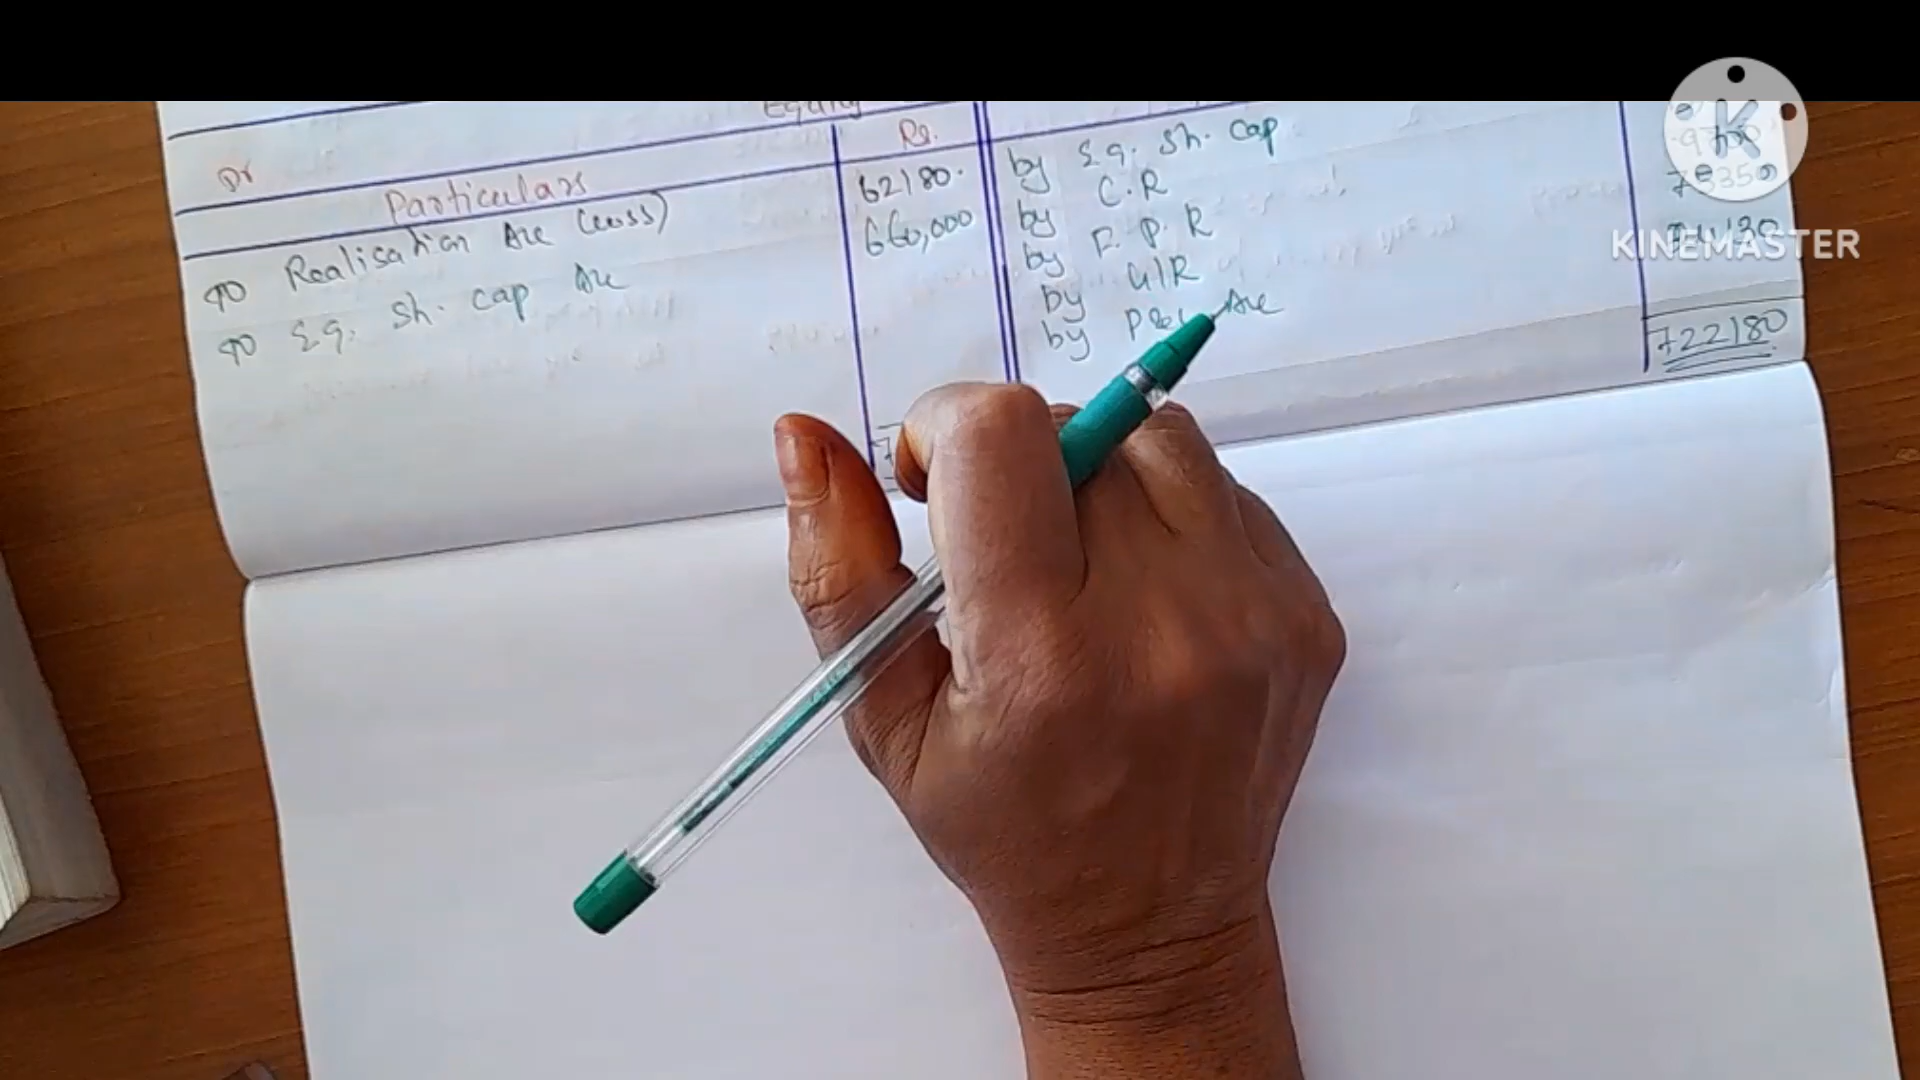 Equity
Dr
Particulars
Rs.
To Realisation A/c (loss)
62180.
To Eq. Sh. Cap A/c
660,000
by Eq. Sh. Cap
by C.R
by F. P. R
by G/R
by P&L A/c
722180
K
KINEMASTER